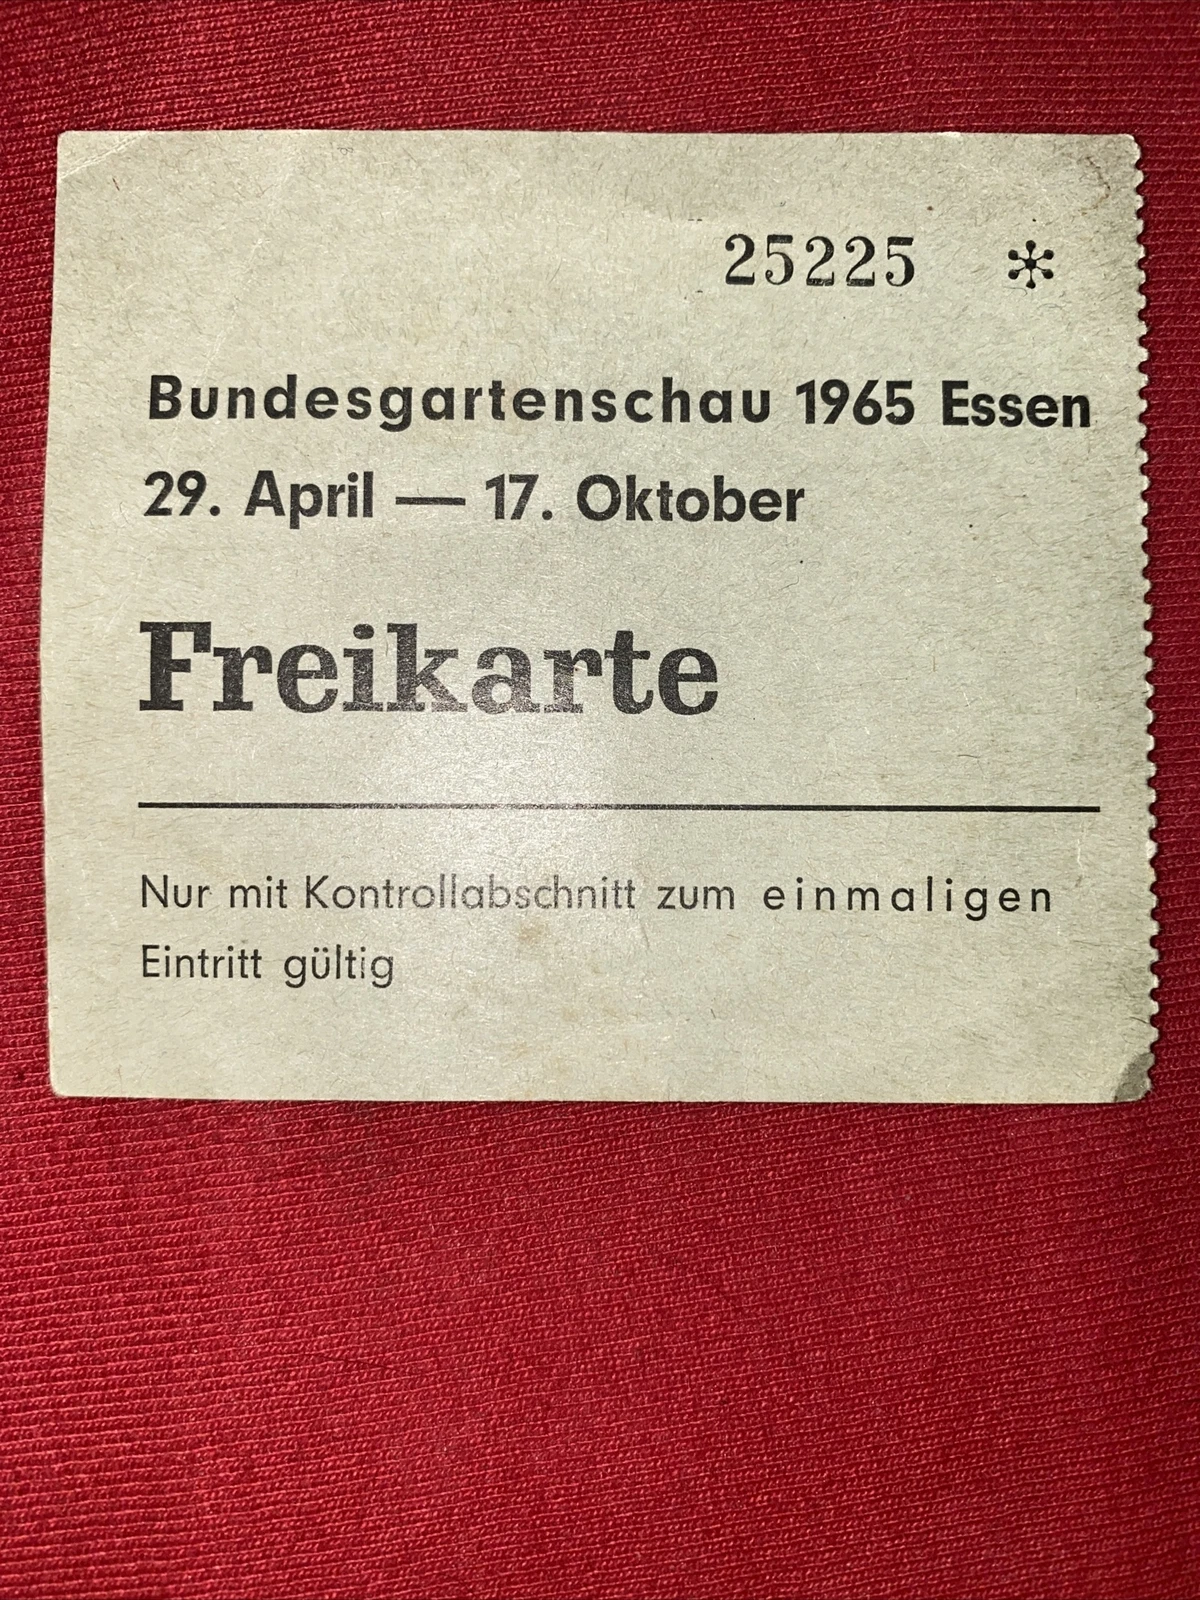 25225 *
Bundesgartenschau 1965 Essen
29. April — 17. Oktober
Freikarte
Nur mit Kontrollabschnitt zum einmaligen
Eintritt gültig